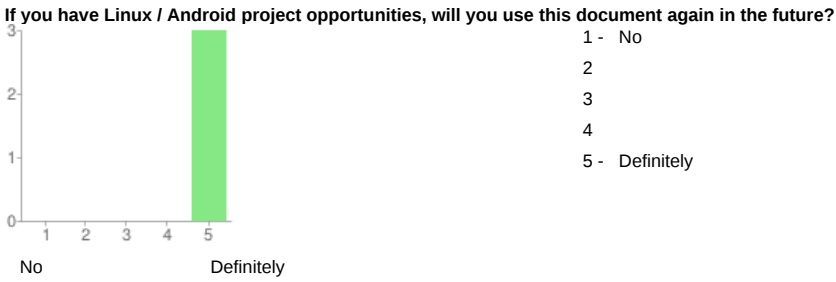 If you have Linux / Android project opportunities, will you use this document again in the future?
3
2
1
0
1 2 3 4 5
No Definitely
1 - No
2
3
4
5 - Definitely